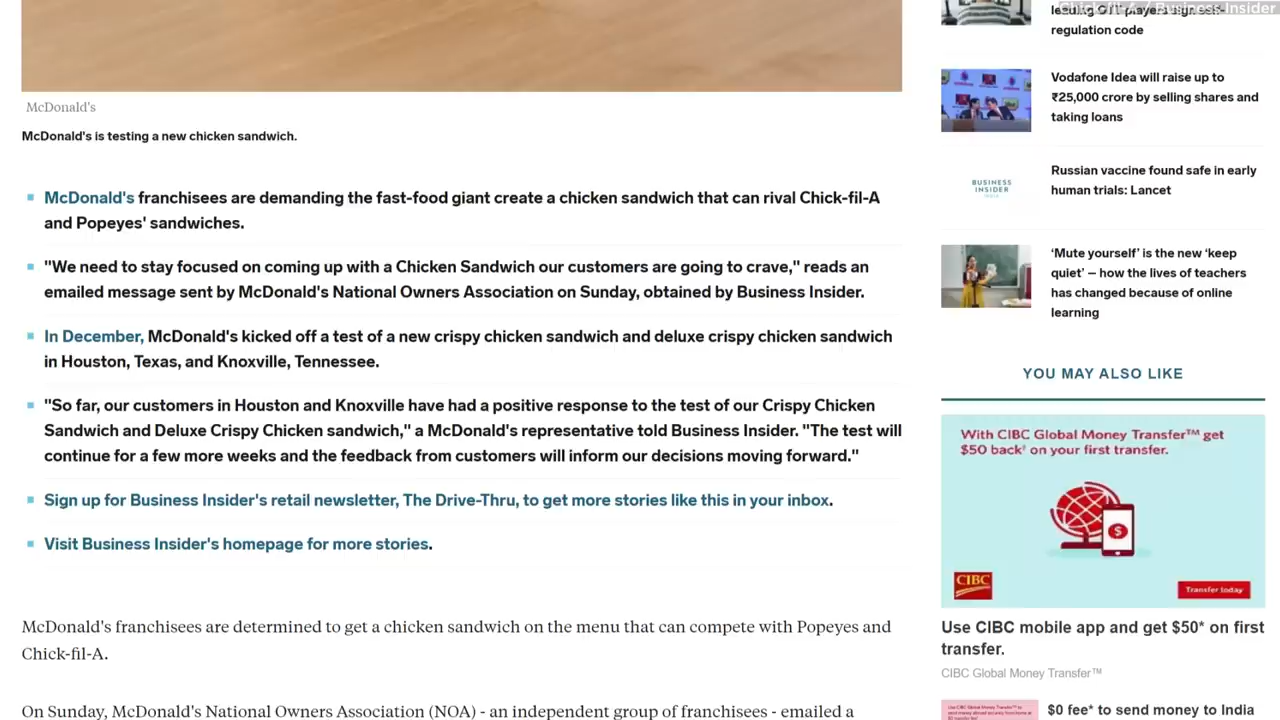 McDonald's
McDonald's is testing a new chicken sandwich.
McDonald's franchisees are demanding the fast-food giant create a chicken sandwich that can rival Chick-fil-A
and Popeyes' sandwiches.
"We need to stay focused on coming up with a Chicken Sandwich our customers are going to crave," reads an
emailed message sent by McDonald's National Owners Association on Sunday, obtained by Business Insider.
In December, McDonald's kicked off a test of a new crispy chicken sandwich and deluxe crispy chicken sandwich
in Houston, Texas, and Knoxville, Tennessee.
"So far, our customers in Houston and Knoxville have had a positive response to the test of our Crispy Chicken
Sandwich and Deluxe Crispy Chicken sandwich," a McDonald's representative told Business Insider. "The test will
continue for a few more weeks and the feedback from customers will inform our decisions moving forward."
Sign up for Business Insider's retail newsletter, The Drive-Thru, to get more stories like this in your inbox.
Visit Business Insider's homepage for more stories.
McDonald's franchisees are determined to get a chicken sandwich on the menu that can compete with Popeyes and
Chick-fil-A.
On Sunday, McDonald's National Owners Association (NOA) - an independent group of franchisees - emailed a
Chick-fil-A / Business Insider
regulation code
Vodafone Idea will raise up to
₹25,000 crore by selling shares and
taking loans
BUSINESS
INSIDER
INDIA
Russian vaccine found safe in early
human trials: Lancet
‘Mute yourself’ is the new ‘keep
quiet’ – how the lives of teachers
has changed because of online
learning
YOU MAY ALSO LIKE
With CIBC Global Money Transfer™ get
$50 back† on your first transfer.
$
CIBC
Transfer today
Use CIBC mobile app and get $50* on first
transfer.
CIBC Global Money Transfer™
$0 fee* to send money to India